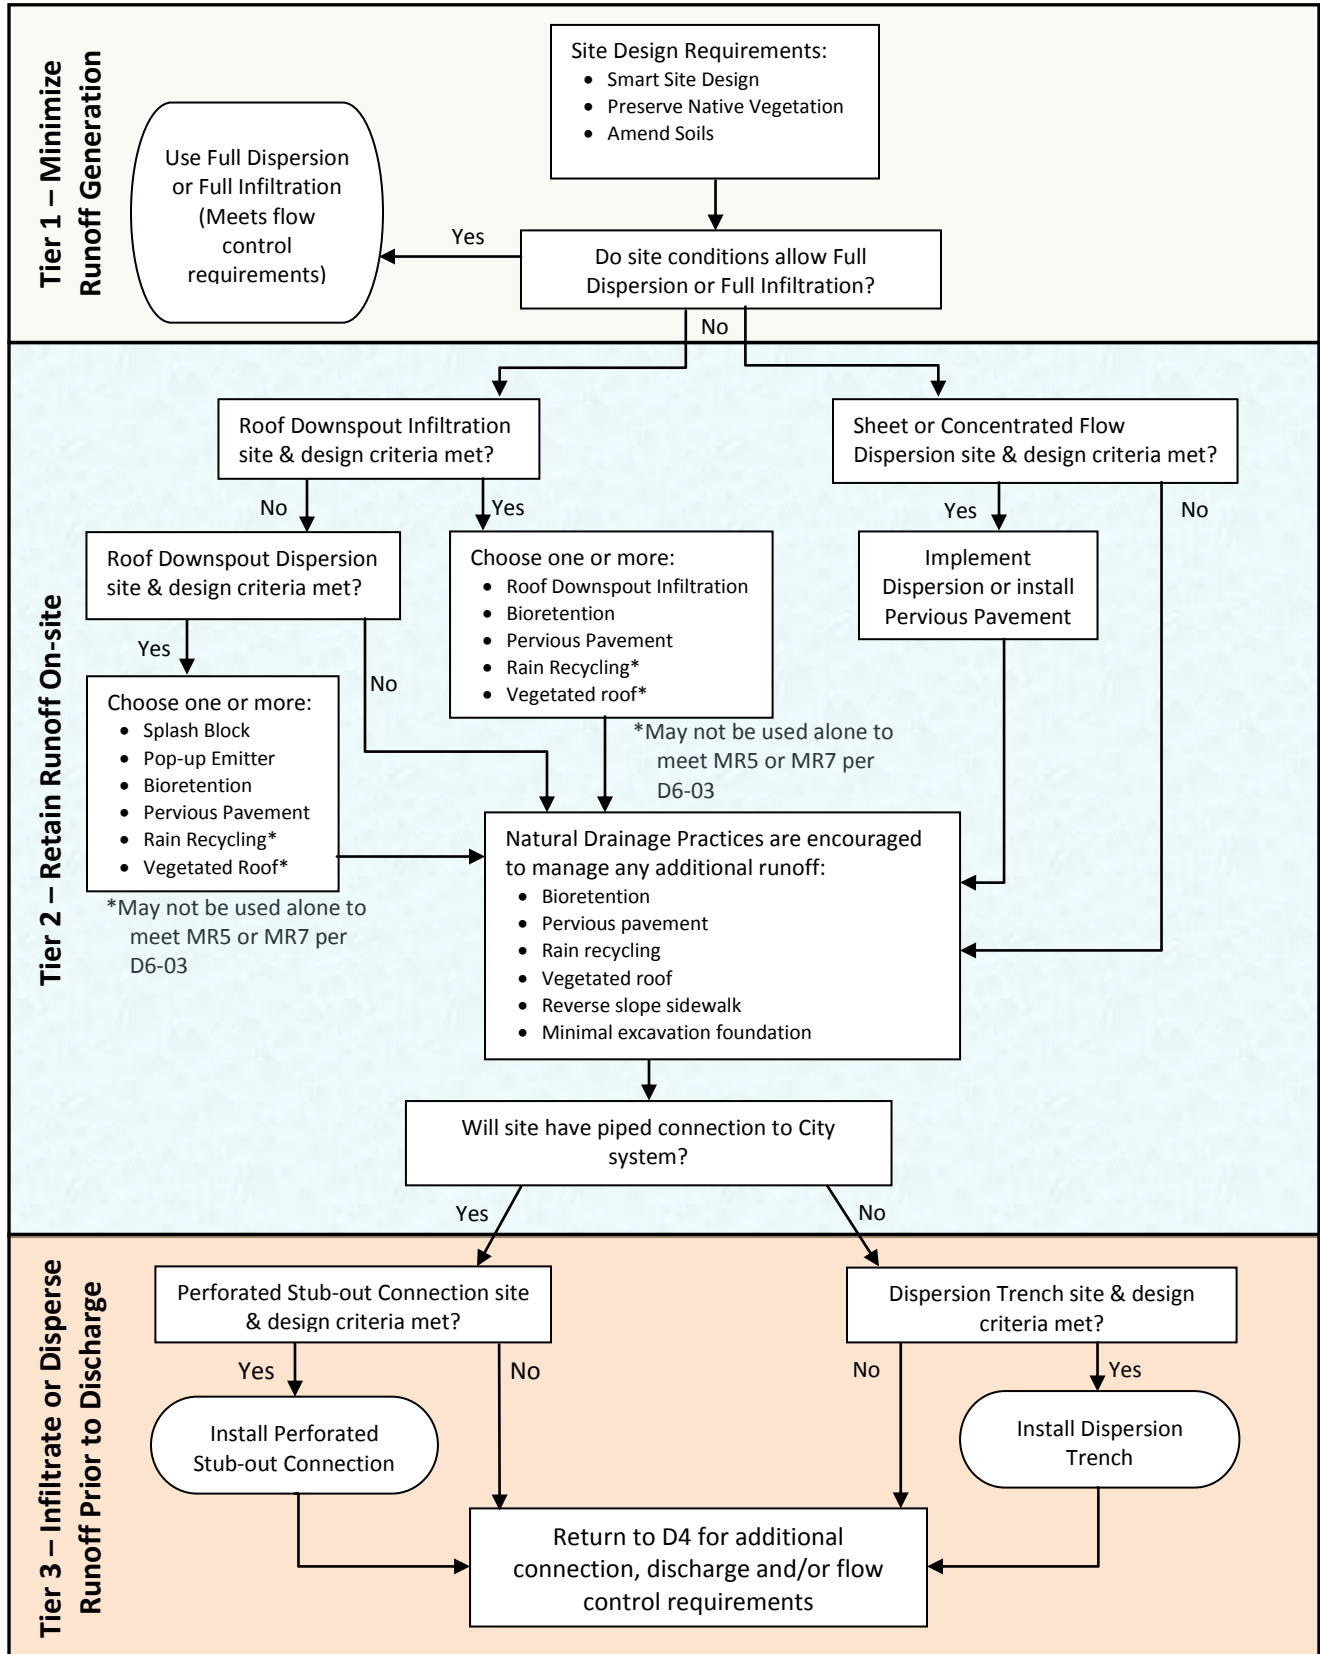 Tier 1 – Minimize
Runoff Generation
Site Design Requirements:
• Smart Site Design
• Preserve Native Vegetation
• Amend Soils
Use Full Dispersion
or Full Infiltration
(Meets flow
control
requirements)
Yes
Do site conditions allow Full
Dispersion or Full Infiltration?
No
Tier 2 – Retain Runoff On-site
Roof Downspout Infiltration
site & design criteria met?
Sheet or Concentrated Flow
Dispersion site & design criteria met?
No
Yes
Yes
No
Roof Downspout Dispersion
site & design criteria met?
Choose one or more:
• Roof Downspout Infiltration
• Bioretention
• Pervious Pavement
• Rain Recycling*
• Vegetated roof*
Implement
Dispersion or install
Pervious Pavement
Yes
No
Choose one or more:
• Splash Block
• Pop-up Emitter
• Bioretention
• Pervious Pavement
• Rain Recycling*
• Vegetated Roof*
*May not be used alone to
meet MR5 or MR7 per
D6-03
*May not be used alone to
meet MR5 or MR7 per
D6-03
Natural Drainage Practices are encouraged
to manage any additional runoff:
• Bioretention
• Pervious pavement
• Rain recycling
• Vegetated roof
• Reverse slope sidewalk
• Minimal excavation foundation
Will site have piped connection to City
system?
Yes
No
Tier 3 – Infiltrate or Disperse
Runoff Prior to Discharge
Perforated Stub-out Connection site
& design criteria met?
Dispersion Trench site & design
criteria met?
Yes
No
No
Yes
Install Perforated
Stub-out Connection
Install Dispersion
Trench
Return to D4 for additional
connection, discharge and/or flow
control requirements